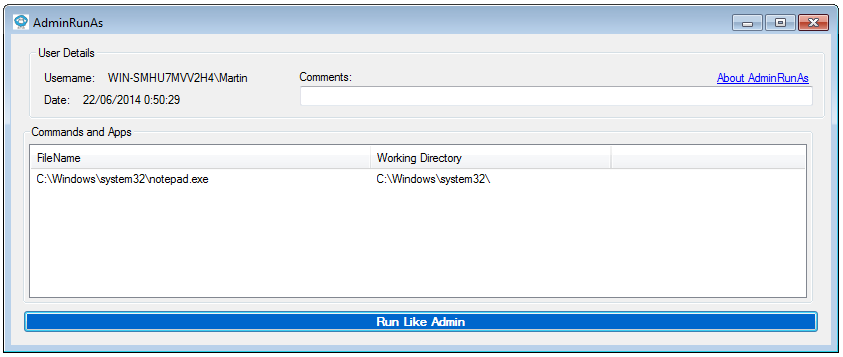 AdminRunAs
User Details
Username: WIN-SMHU7MVV2H4\Martin
Comments:
About AdminRunAs
Date: 22/06/2014 0:50:29
Commands and Apps
FileName Working Directory
C:\Windows\system32\notepad.exe C:\Windows\system32\
Run Like Admin